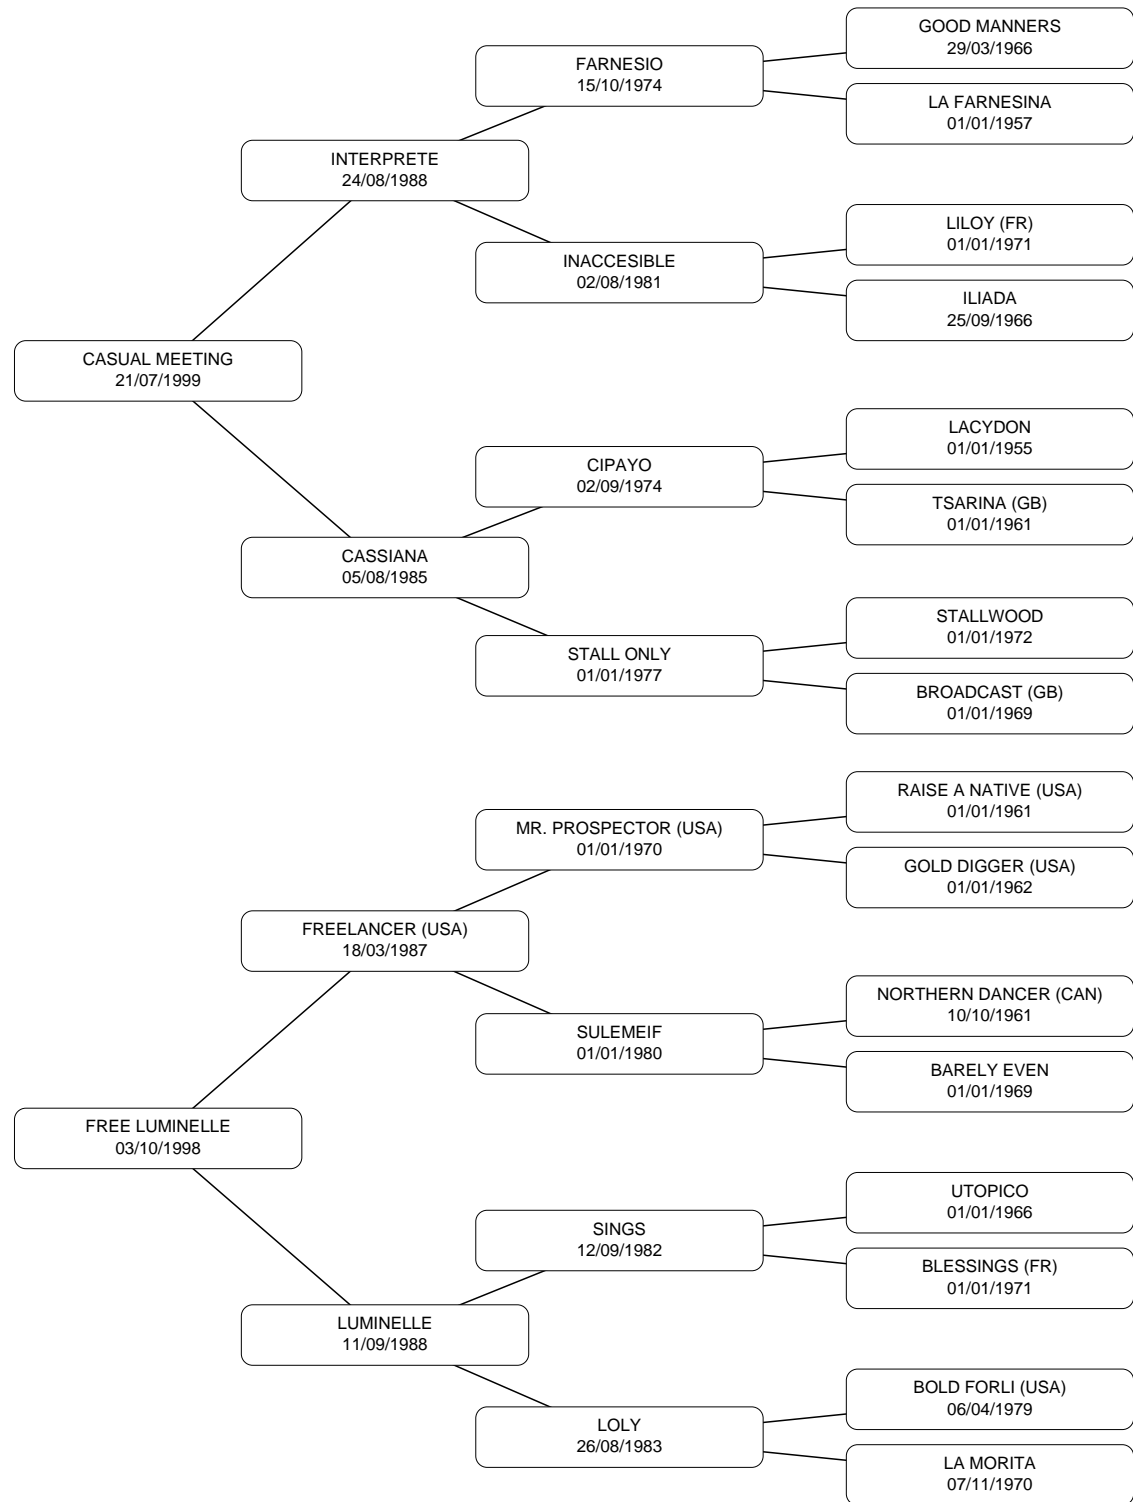 GOOD MANNERS
29/03/1966
FARNESIO
15/10/1974
LA FARNESINA
01/01/1957
INTERPRETE
24/08/1988
LILOY (FR)
01/01/1971
INACCESIBLE
02/08/1981
ILIADA
25/09/1966
CASUAL MEETING
21/07/1999
LACYDON
01/01/1955
CIPAYO
02/09/1974
TSARINA (GB)
01/01/1961
CASSIANA
05/08/1985
STALLWOOD
01/01/1972
STALL ONLY
01/01/1977
BROADCAST (GB)
01/01/1969
RAISE A NATIVE (USA)
01/01/1961
MR. PROSPECTOR (USA)
01/01/1970
GOLD DIGGER (USA)
01/01/1962
FREELANCER (USA)
18/03/1987
NORTHERN DANCER (CAN)
10/10/1961
SULEMEIF
01/01/1980
BARELY EVEN
01/01/1969
FREE LUMINELLE
03/10/1998
UTOPICO
01/01/1966
SINGS
12/09/1982
BLESSINGS (FR)
01/01/1971
LUMINELLE
11/09/1988
BOLD FORLI (USA)
06/04/1979
LOLY
26/08/1983
LA MORITA
07/11/1970